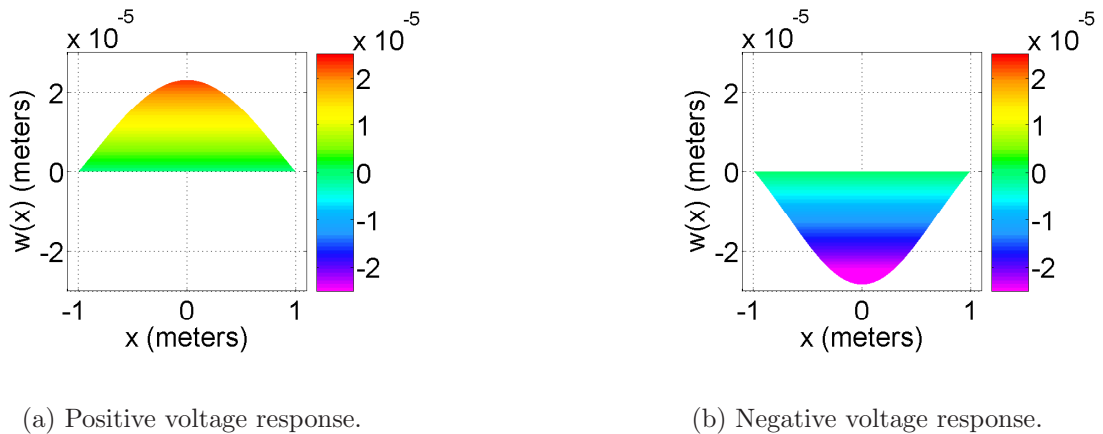 x 10^-5
x 10^-5
w(x) (meters)
2
0
-2
-1
0
1
x (meters)
2
1
0
-1
-2
(a) Positive voltage response.
x 10^-5
x 10^-5
w(x) (meters)
2
0
-2
-1
0
1
x (meters)
2
1
0
-1
-2
(b) Negative voltage response.